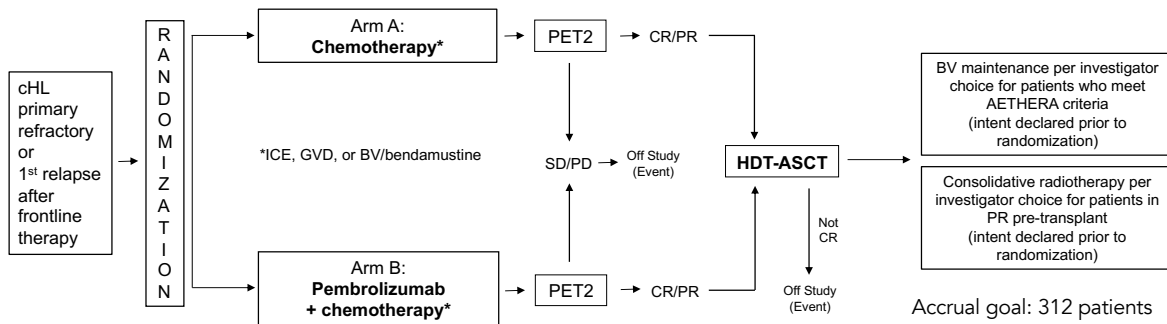 cHL
primary
refractory
or
1st relapse
after
frontline
therapy
R
A
N
D
O
M
I
Z
A
T
I
O
N
Arm A:
Chemotherapy*
PET2
CR/PR
*ICE, GVD, or BV/bendamustine
SD/PD
Off Study
(Event)
Arm B:
Pembrolizumab
+ chemotherapy*
PET2
CR/PR
HDT-ASCT
Not
CR
Off Study
(Event)
BV maintenance per investigator
choice for patients who meet
AETHERA criteria
(intent declared prior to
randomization)
Consolidative radiotherapy per
investigator choice for patients in
PR pre-transplant
(intent declared prior to
randomization)
Accrual goal: 312 patients